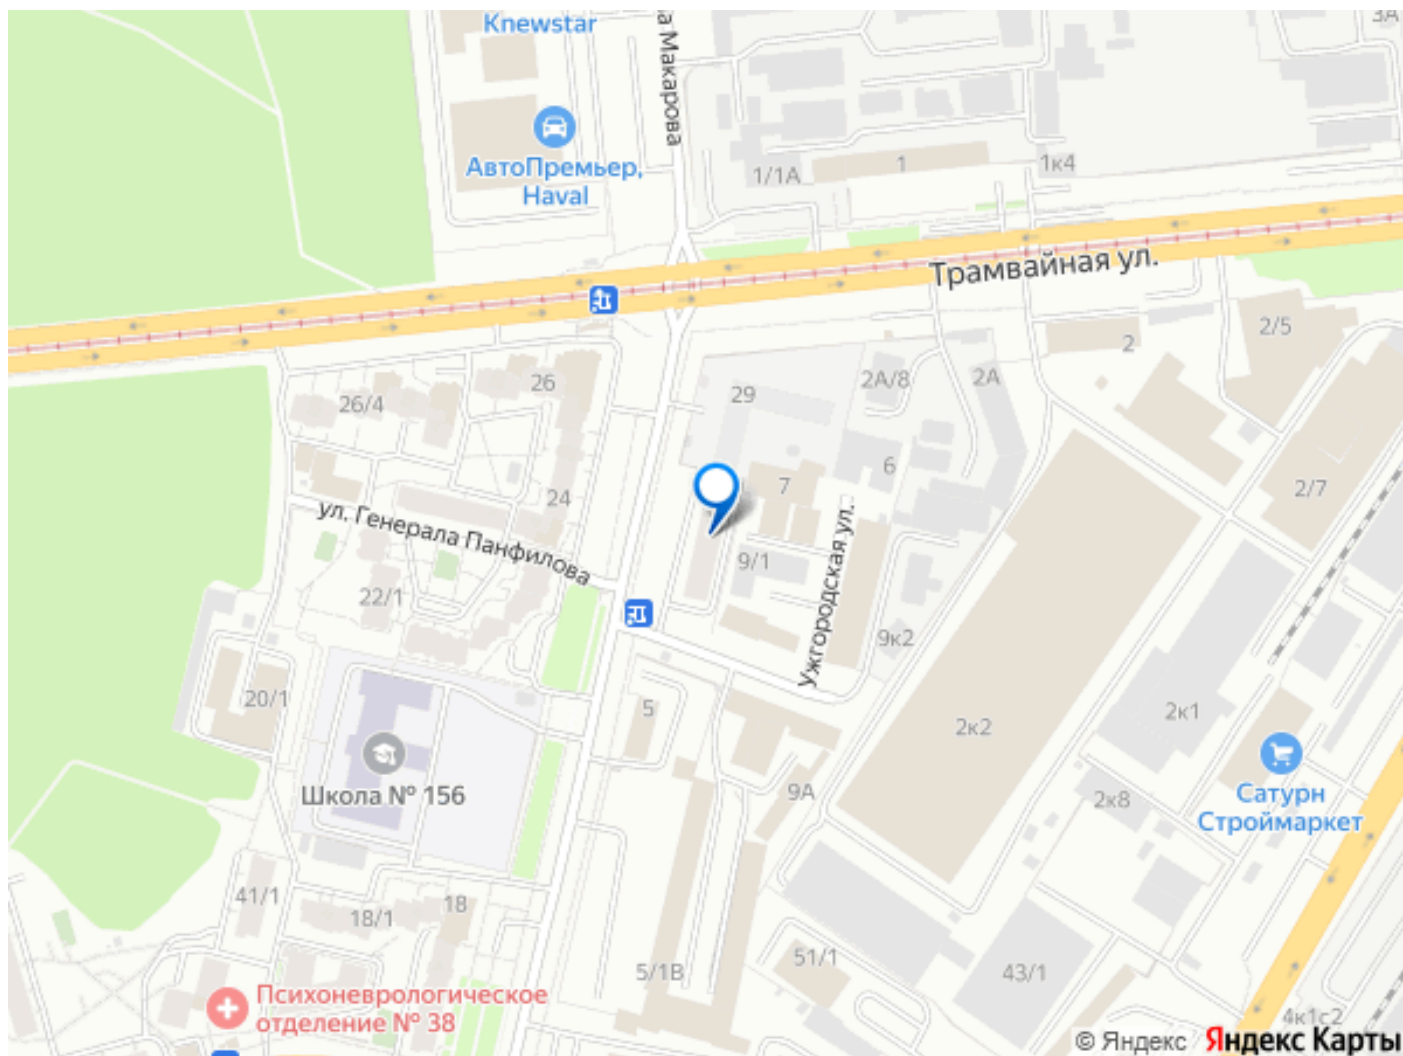 Knewstar
ва Макарова
3А
АвтоПремьер,
Haval
1/1А
1
1к4
Трамвайная ул.
26
26/4
29
2А/8
2А
2
2/5
24
7
6
2/7
ул. Генерала Панфилова
22/1
9/1
Ужгородская ул.
9к2
20/1
5
2к2
2к1
Школа № 156
9А
2к8
Сатурн
Строймаркет
41/1
18/1
18
5/1В
51/1
43/1
Психоневрологическое
отделение № 38
4к1с2
© Яндекс Яндекс Карты